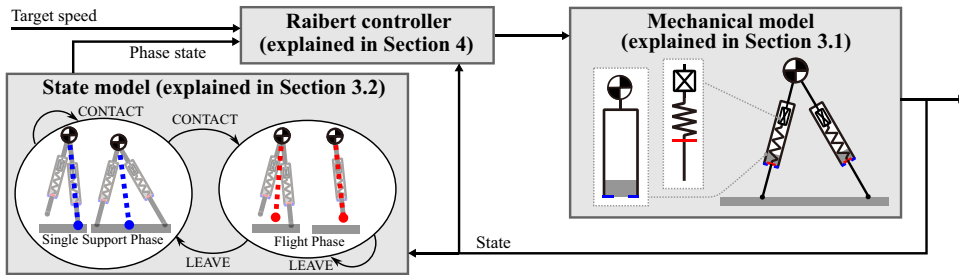 Target speed
Raibert controller
(explained in Section 4)
Phase state
Mechanical model
(explained in Section 3.1)
State model (explained in Section 3.2)
CONTACT
CONTACT
Single Support Phase
Flight Phase
LEAVE
LEAVE
State